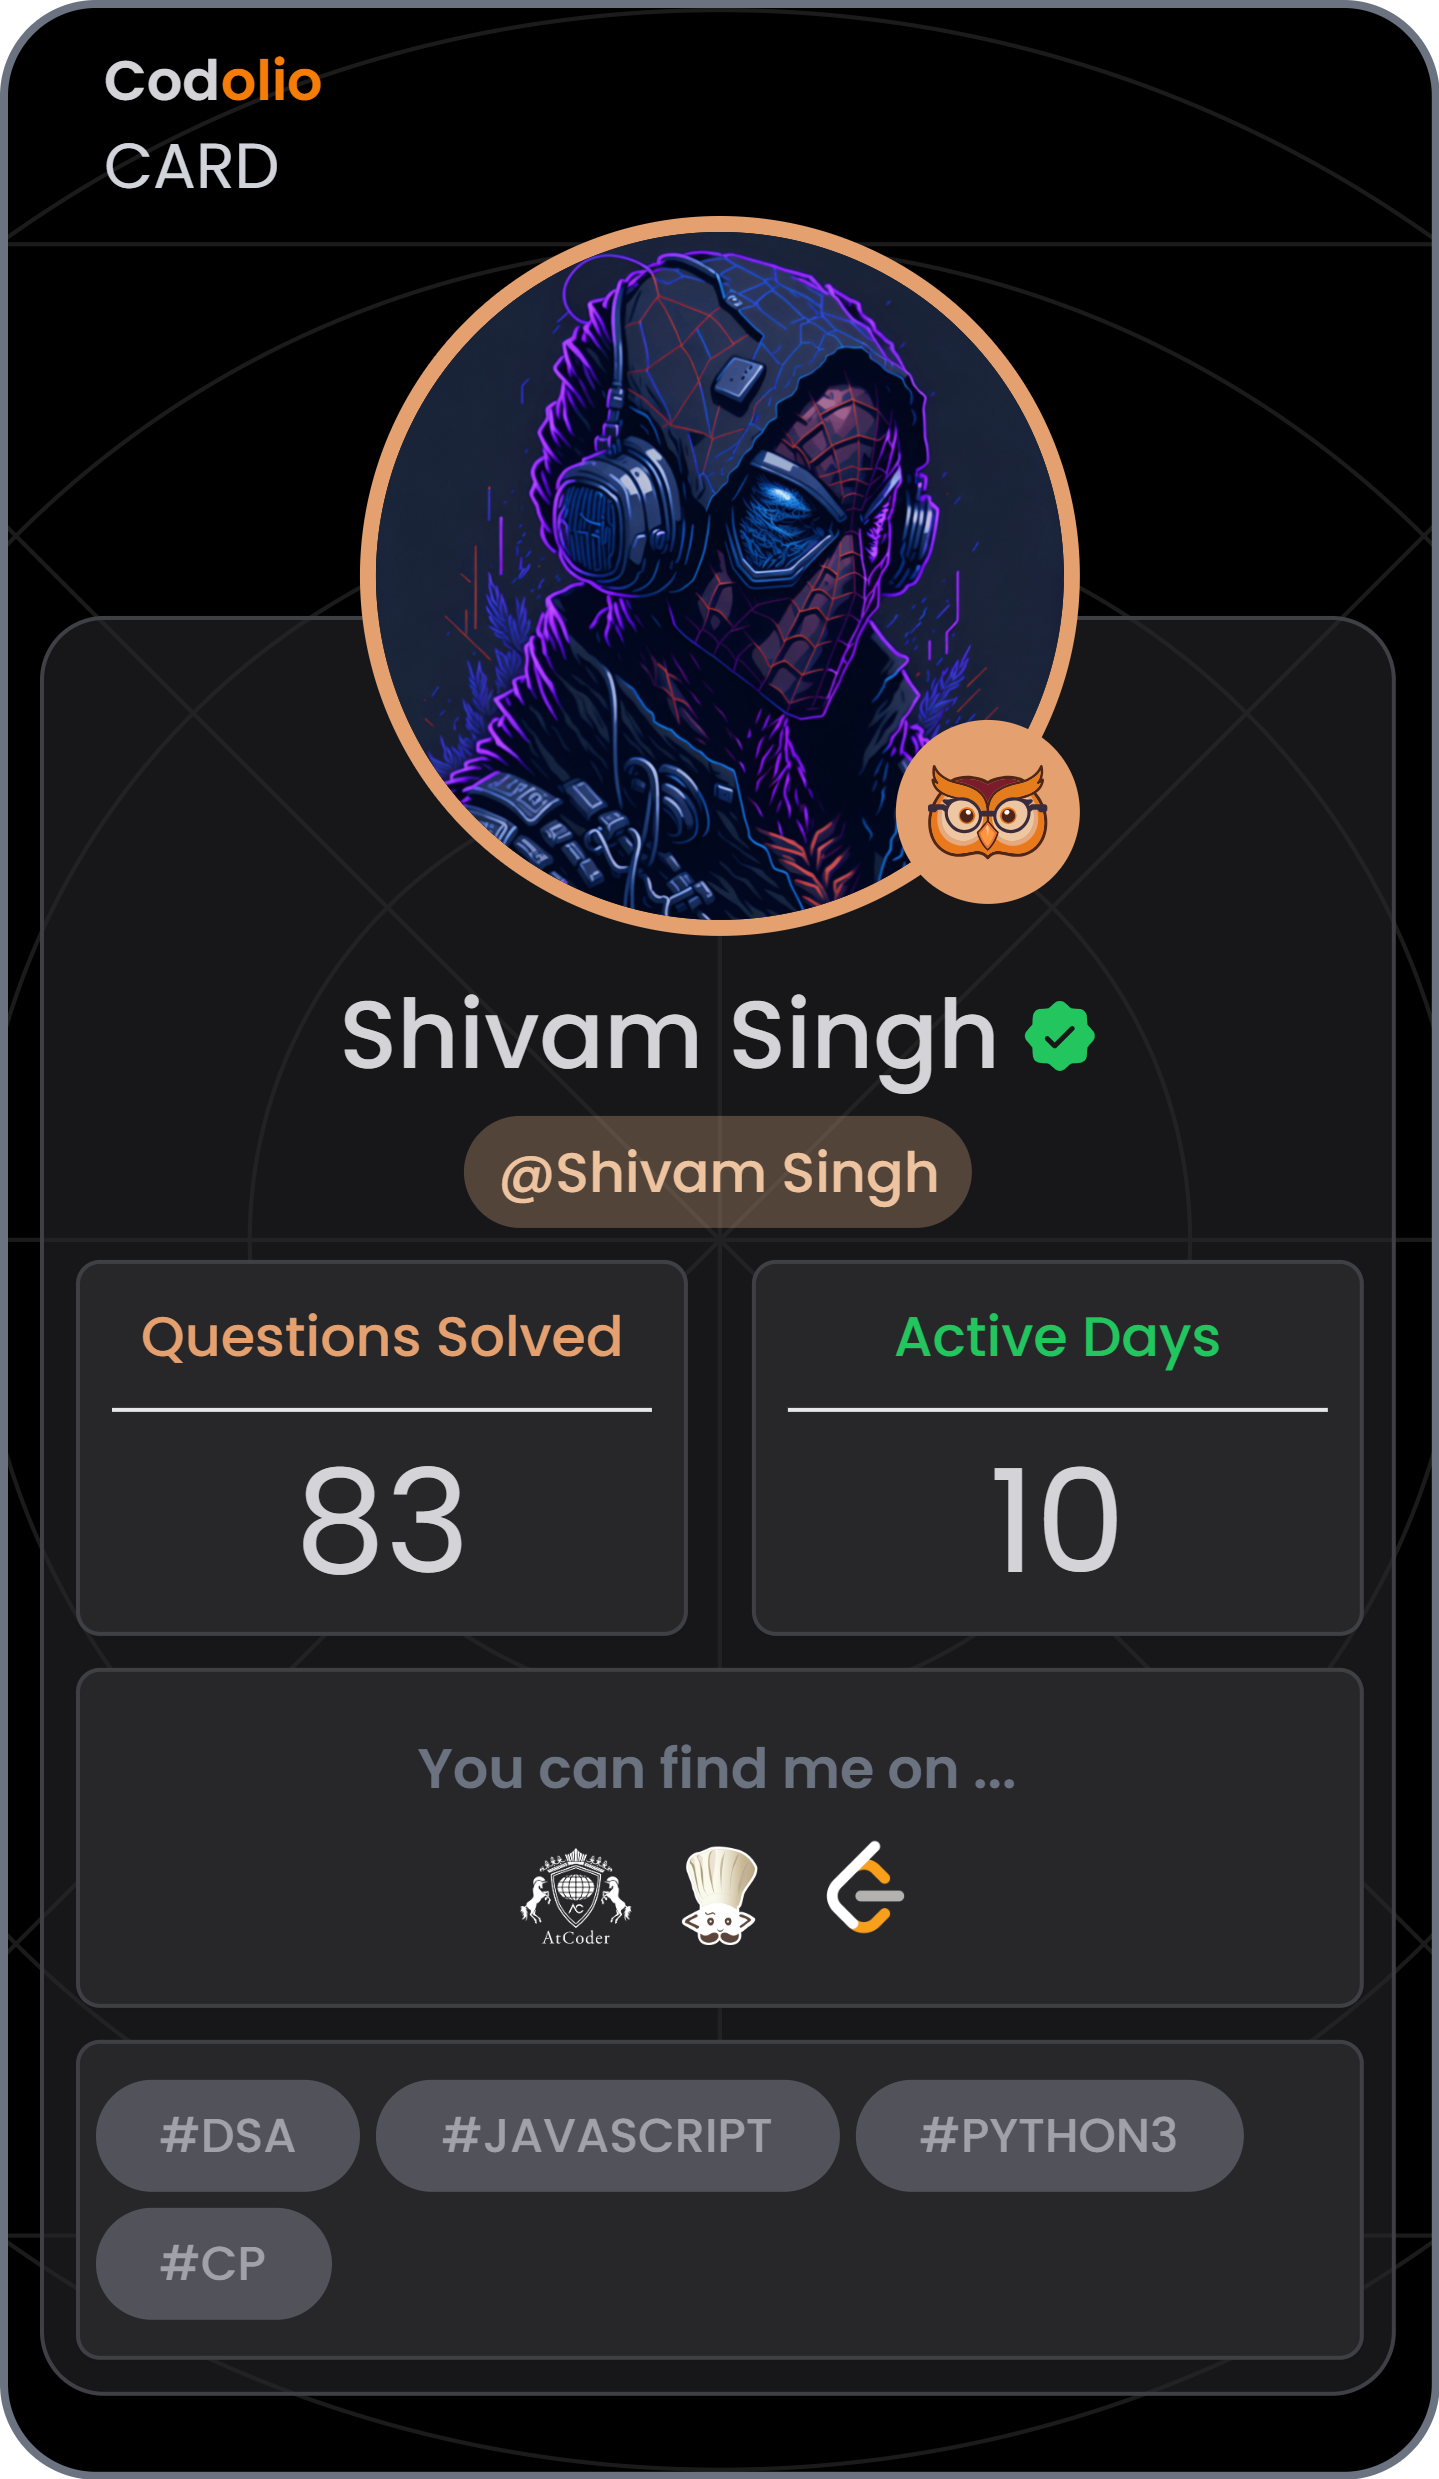 Codolio
CARD
Shivam Singh
@Shivam Singh
Questions Solved
83
Active Days
10
You can find me on ...
AC
AtCoder
#DSA
#JAVASCRIPT
#PYTHON3
#CP